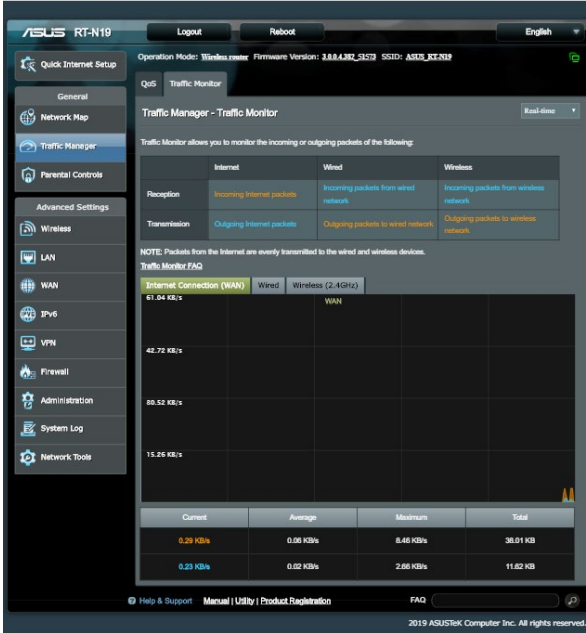 ASUS RT-N19
Logout
Reboot
English
Quick Internet Setup
Operation Mode: Wireless router Firmware Version: 3.0.0.4.382_51573 SSID: ASUS_RT-N19
General
Network Map
Traffic Manager
Parental Controls
Advanced Settings
Wireless
LAN
WAN
IPv6
VPN
Firewall
Administration
System Log
Network Tools
QoS
Traffic Monitor
Traffic Manager - Traffic Monitor
Real-time
Traffic Monitor allows you to monitor the incoming or outgoing packets of the following:
Internet Wired Wireless
Reception
Incoming Internet packets
Incoming packets from wired
network
Incoming packets from wireless
network
Transmission
Outgoing Internet packets
Outgoing packets to wired network
Outgoing packets to wireless
network
NOTE: Packets from the Internet are evenly transmitted to the wired and wireless devices.
Traffic Monitor FAQ
Internet Connection (WAN)
Wired
Wireless (2.4GHz)
61.04 KB/s
WAN
42.72 KB/s
80.52 KB/s
15.26 KB/s
Current Average Maximum Total
0.29 KB/s 0.06 KB/s 8.46 KB/s 38.01 KB
0.23 KB/s 0.02 KB/s 2.66 KB/s 11.62 KB
Help & Support Manual | Utility | Product Registration FAQ
2019 ASUSTeK Computer Inc. All rights reserved